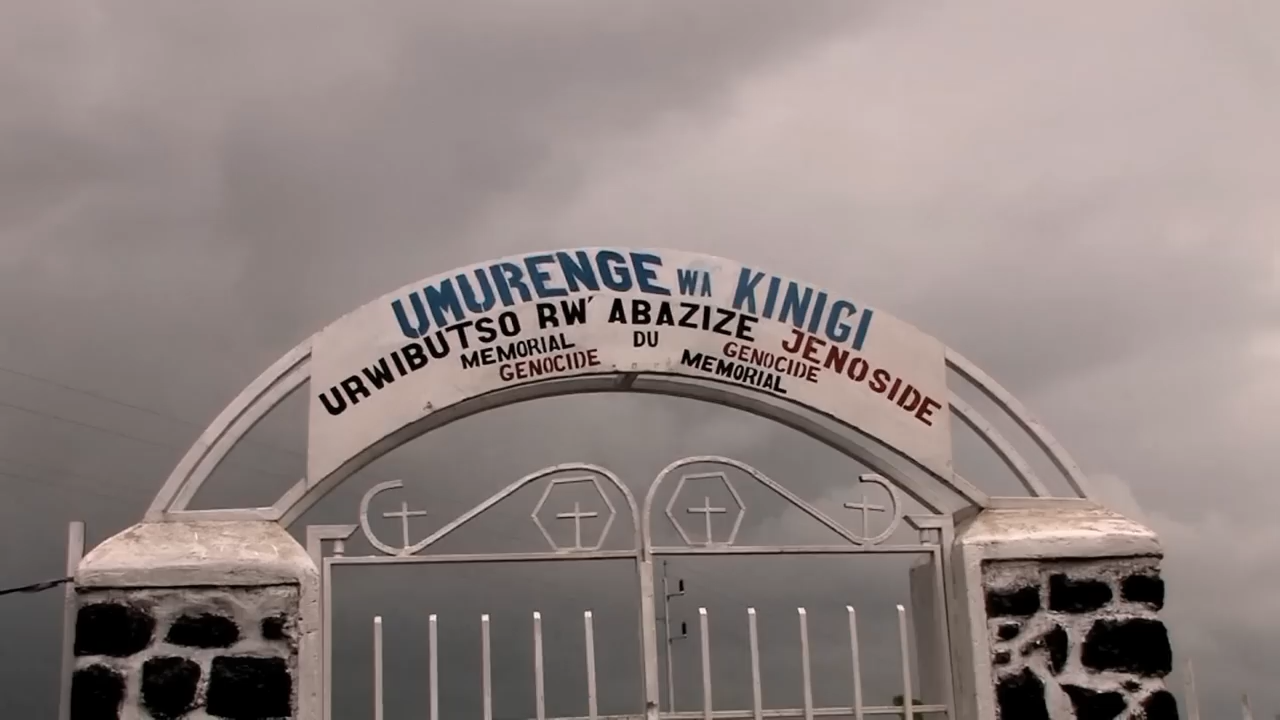 UMURENGE WA KINIGI
URWIBUTSO RW' ABAZIZE JENOSIDE
MEMORIAL DU GENOCIDE
GENOCIDE MEMORIAL